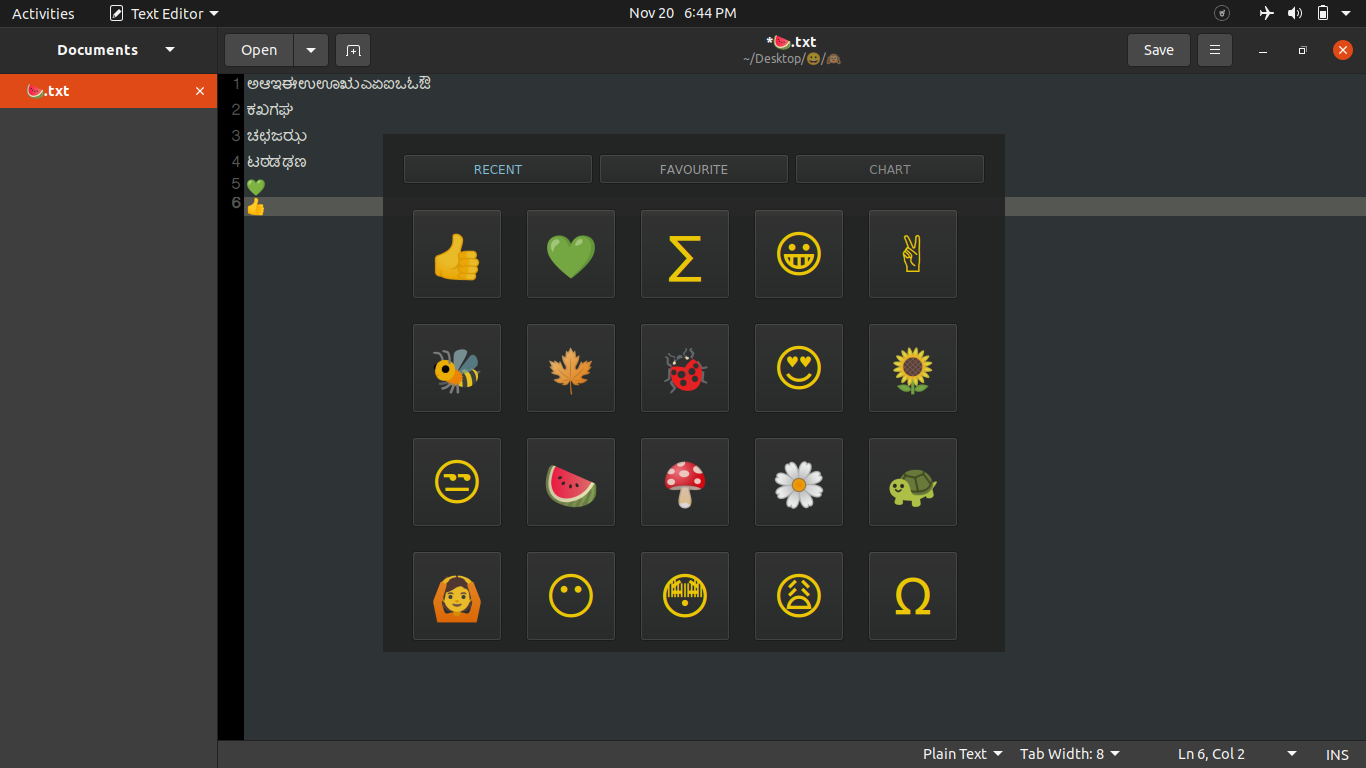 Activities
Text Editor
Nov 20 6:44 PM
Documents
Open
*🍉.txt
~/Desktop/😀/🙈
Save
🍉.txt
1 ಅಆಇಈಉಊಋಎಏಐಒಓಔ
2 ಕಖಗಘ
3 ಚಛಜಝ
4 ಟಠಡಢಣ
5 💚
6 👍
RECENT
FAVOURITE
CHART
👍 💚 ∑ 😀 ✌
🐝 🍁 🐞 😍 🌻
😒 🍉 🍄 🌼 🐢
🙆 😶 😳 😩 Ω
Plain Text
Tab Width: 8
Ln 6, Col 2
INS